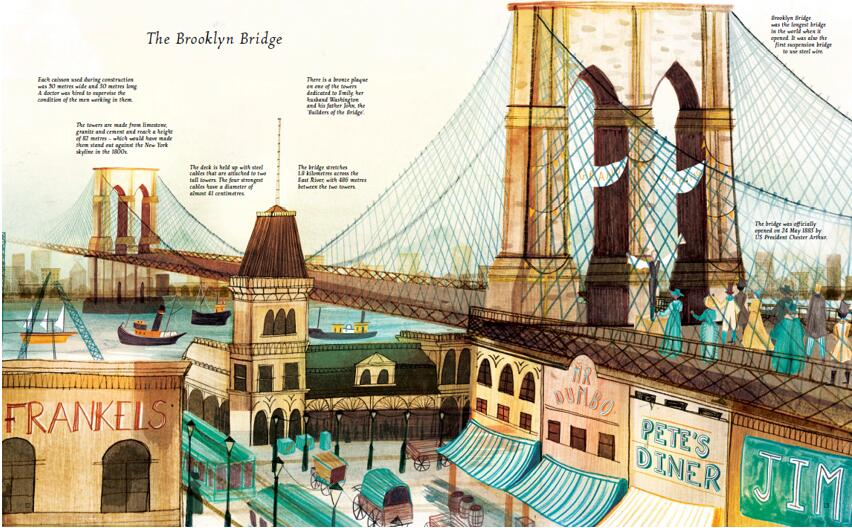 The Brooklyn Bridge
Brooklyn Bridge
was the longest bridge
in the world when it
opened. It was also the
first suspension bridge
to use steel wire.
Each caisson used during construction
was 50 metres wide and 30 metres long.
A doctor was hired to supervise the
condition of the men working in them.
There is a bronze plaque
on one of the towers
dedicated to Emily, her
husband Washington
and his father John, the
'Builders of the Bridge'.
The towers are made from limestone,
granite and cement and reach a height
of 82 metres – which would have made
them stand out against the New York
skyline in the 1800s.
The deck is held up with steel
cables that are attached to two
tall towers. The four strongest
cables have a diameter of
almost 41 centimetres.
The bridge stretches
1.8 kilometres across the
East River, with 486 metres
between the two towers.
The bridge was officially
opened on 24 May 1883 by
US President Chester Arthur.
FRANKELS
MR
DUMBO
PETE'S
DINER
JIM